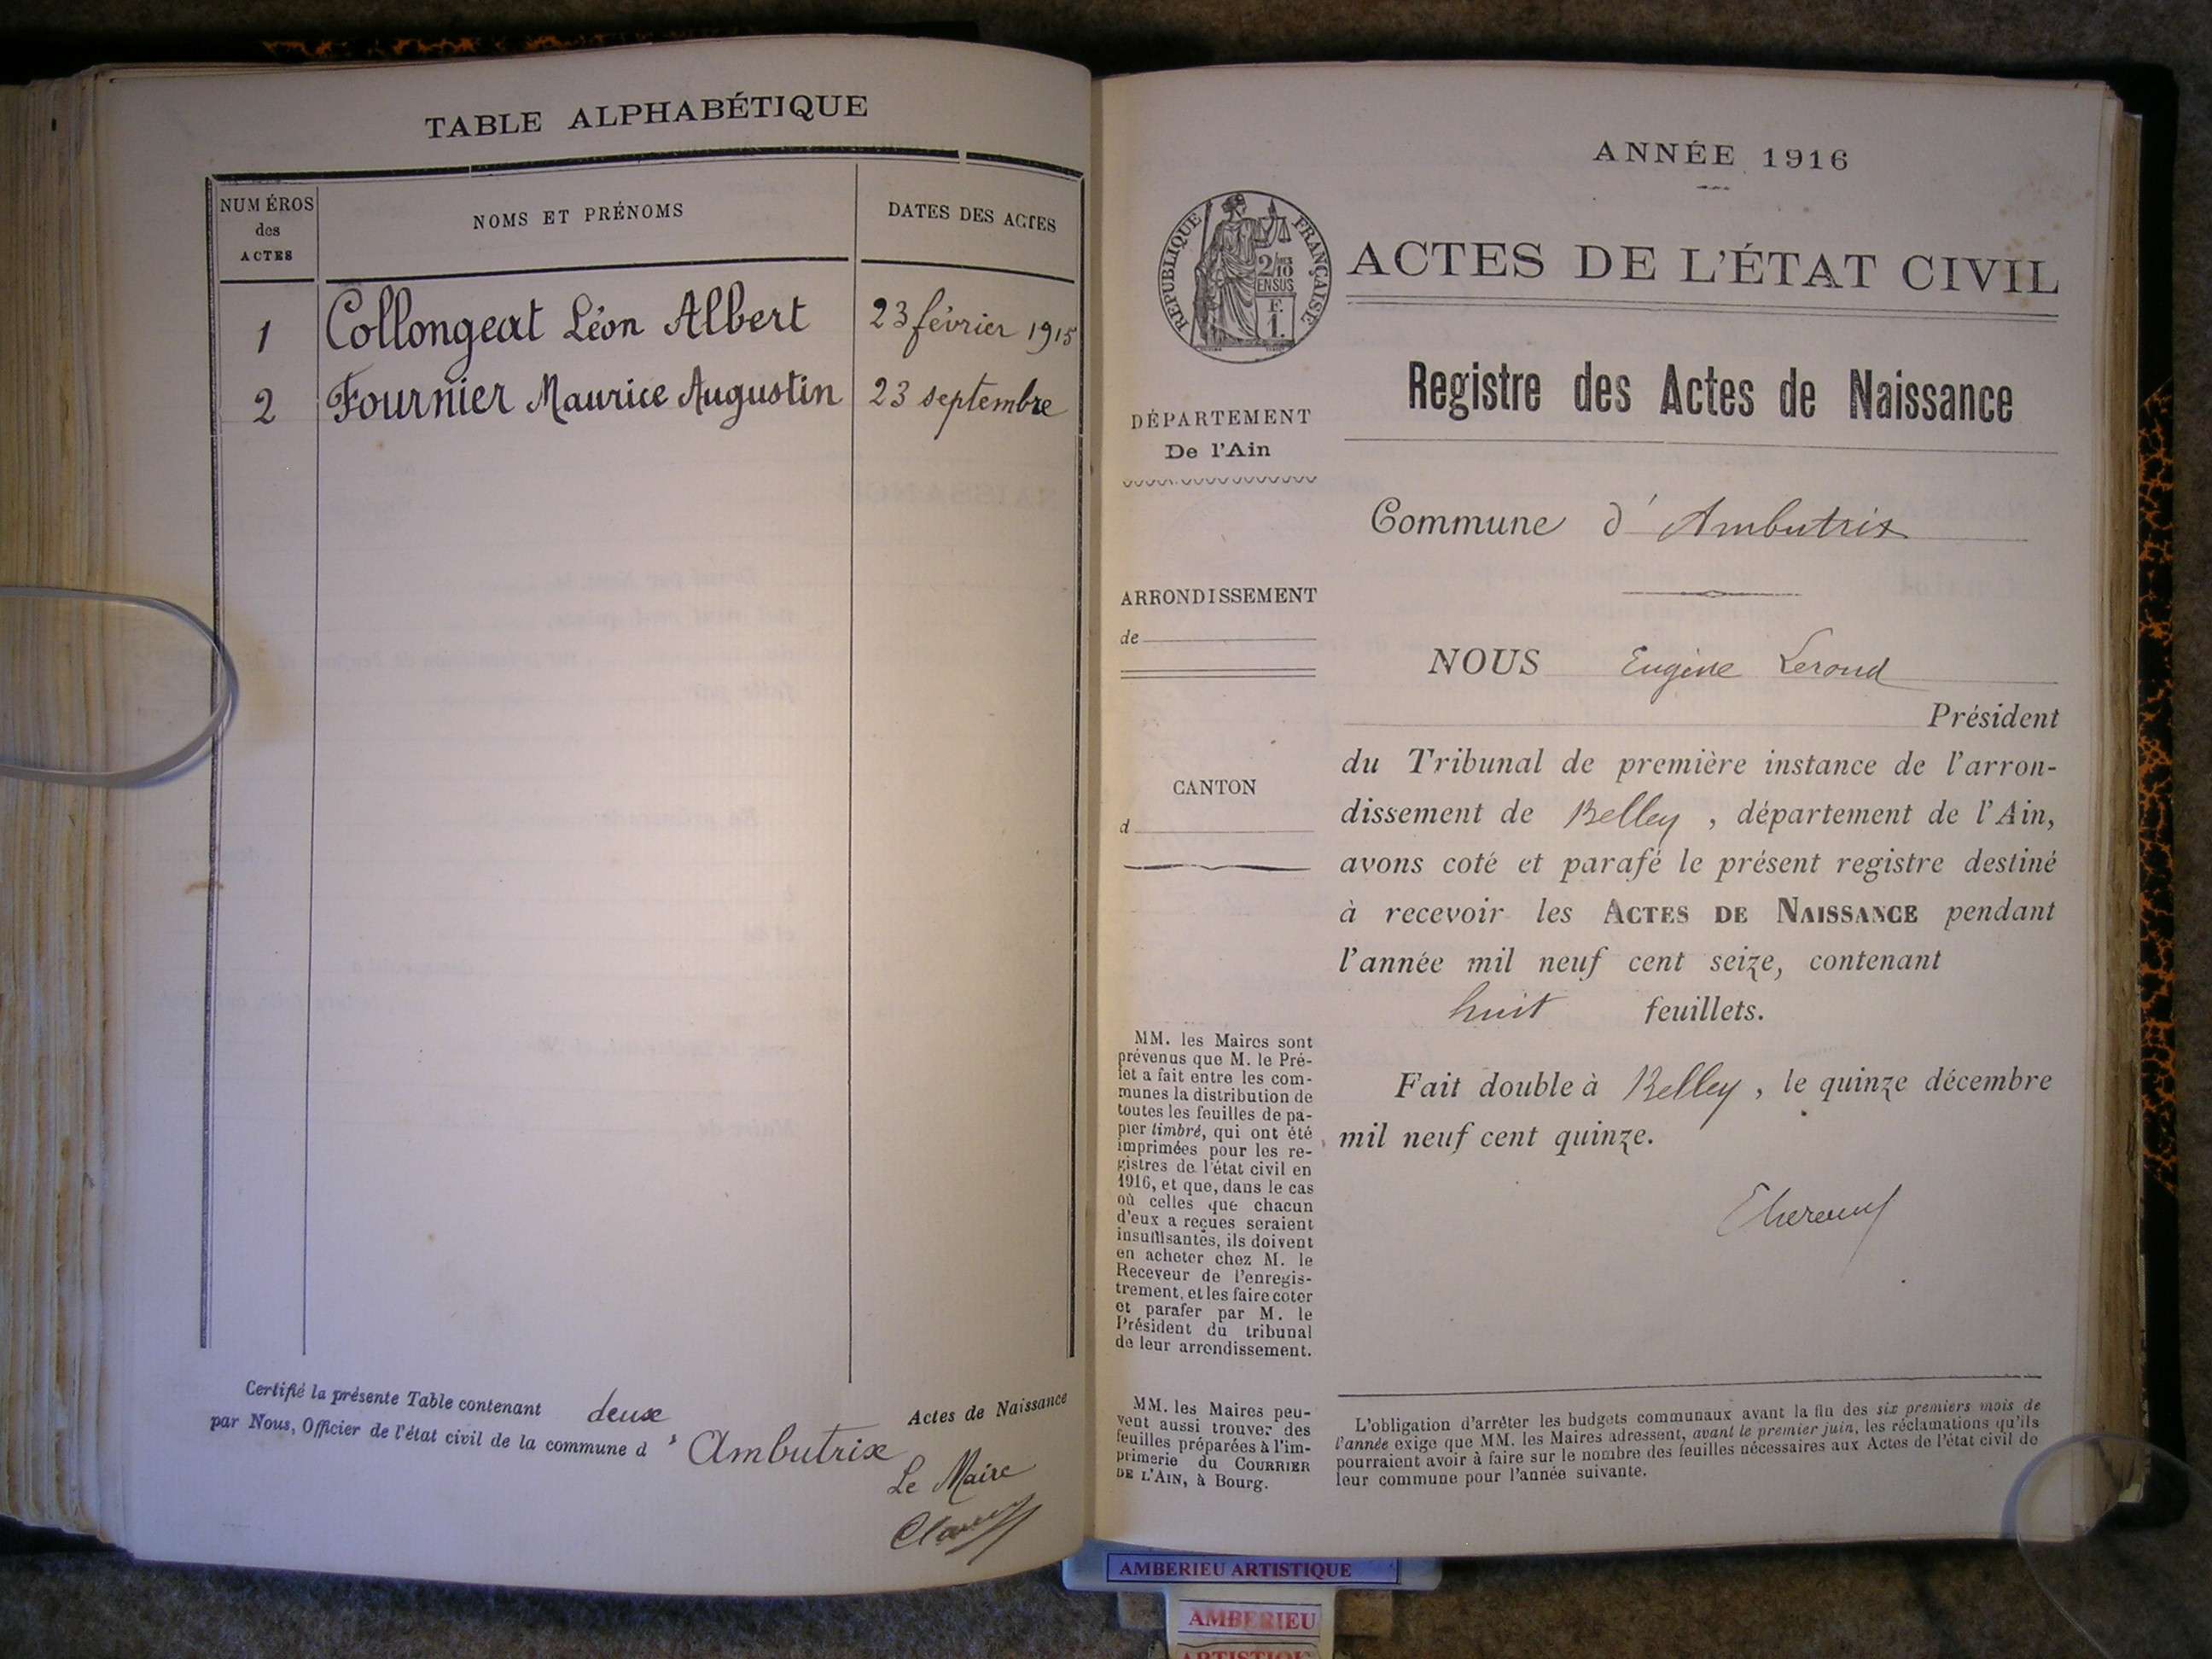 TABLE ALPHABÉTIQUE
NUMÉROS
des
ACTES
NOMS ET PRÉNOMS
DATES DES ACTES
1 Collongeat Léon Albert 23 février 1915
2 Fournier Maurice Augustin 23 septembre
Certifié la présente Table contenant deux Actes de Naissance
par Nous, Officier de l'état civil de la commune d'Ambutrix
Le Maire
ANNÉE 1916
RÉPUBLIQUE FRANÇAISE
2/10
EN SUS
F.
1.
ACTES DE L'ÉTAT CIVIL
Registre des Actes de Naissance
DÉPARTEMENT
De l'Ain
Commune d'Ambutrix
ARRONDISSEMENT
de
NOUS Eugène Leroud
Président
du Tribunal de première instance de l'arron-
dissement de Belley, département de l'Ain,
avons coté et parafé le présent registre destiné
à recevoir les ACTES DE NAISSANCE pendant
l'année mil neuf cent seize, contenant
huit feuillets.
Fait double à Belley, le quinze décembre
mil neuf cent quinze.
CANTON
d
MM. les Maires sont
prévenus que M. le Pré-
fet a fait entre les com-
munes la distribution de
toutes les feuilles de pa-
pier timbré, qui ont été
imprimées pour les re-
gistres de l'état civil en
1916, et que, dans le cas
où celles que chacun
d'eux a reçues seraient
insuffisantes, ils doivent
en acheter chez M. le
Receveur de l'enregis-
trement, et les faire coter
et parafer par M. le
Président du tribunal
de leur arrondissement.
MM. les Maires peu-
vent aussi trouver des
feuilles préparées à l'im-
primerie du COURRIER
DE L'AIN, à Bourg.
L'obligation d'arrêter les budgets communaux avant la fin des six premiers mois de
l'année exige que MM. les Maires adressent, avant le premier juin, les réclamations qu'ils
pourraient avoir à faire sur le nombre des feuilles nécessaires aux Actes de l'état civil de
leur commune pour l'année suivante.
AMBERIEU ARTISTIQUE
AMBERIEU
ARTISTIQUE